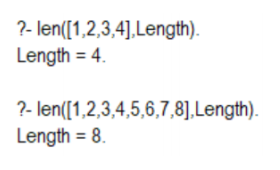 ?- len([1,2,3,4],Length).
Length = 4.
?- len([1,2,3,4,5,6,7,8],Length).
Length = 8.